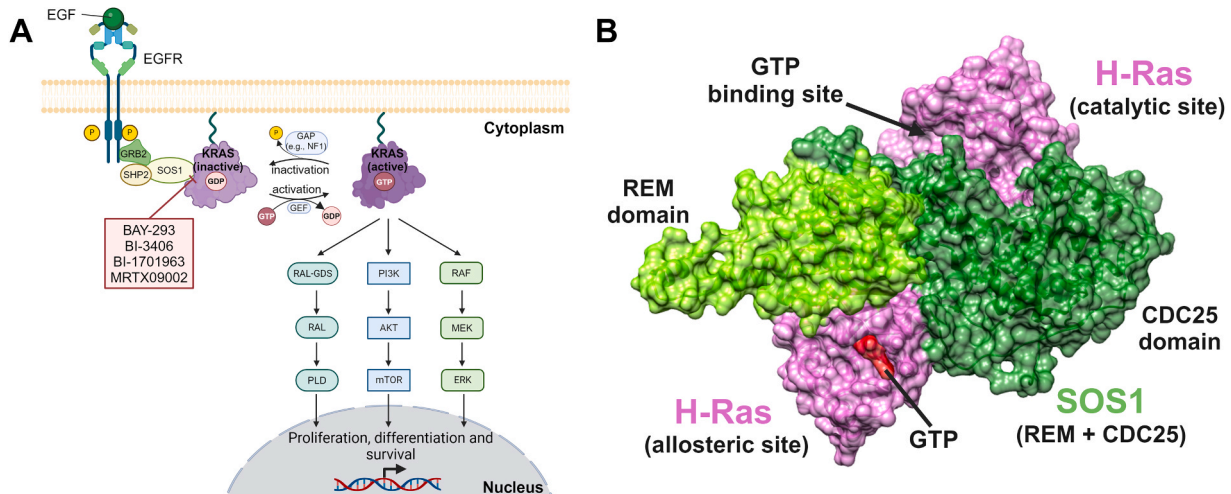 A
EGF
EGFR
Cytoplasm
P
P
GRB2
SHP2
SOS1
KRAS
(inactive)
GDP
P
GAP
(e.g., NF1)
inactivation
activation
GTP
GEF
GDP
KRAS
(active)
GTP
BAY-293
BI-3406
BI-1701963
MRTX09002
RAL-GDS
PI3K
RAF
RAL
AKT
MEK
PLD
mTOR
ERK
Proliferation, differentiation and
survival
Nucleus
B
GTP
binding site
H-Ras
(catalytic site)
REM
domain
CDC25
domain
H-Ras
(allosteric site)
GTP
SOS1
(REM + CDC25)